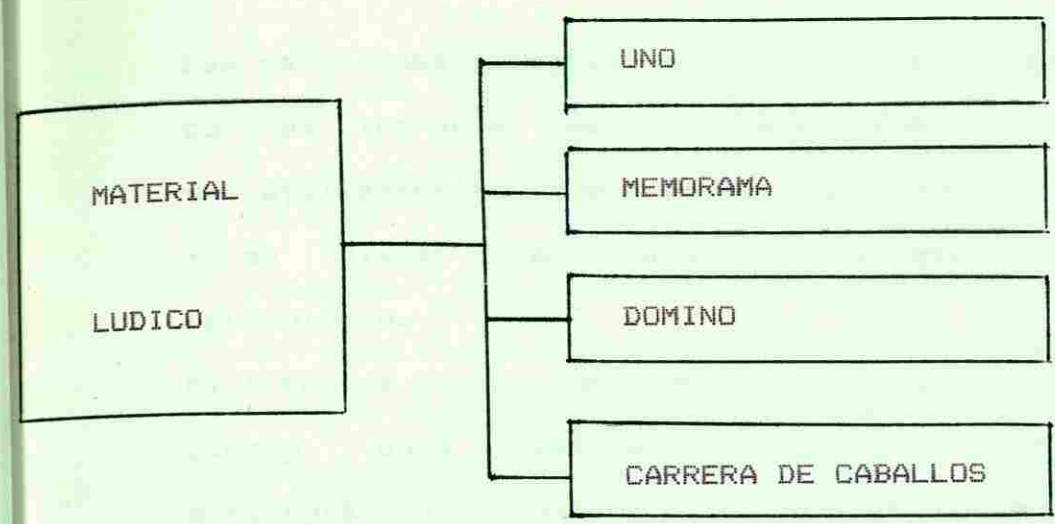 MATERIAL
LUDICO
UNO
MEMORAMA
DOMINO
CARRERA DE CABALLOS